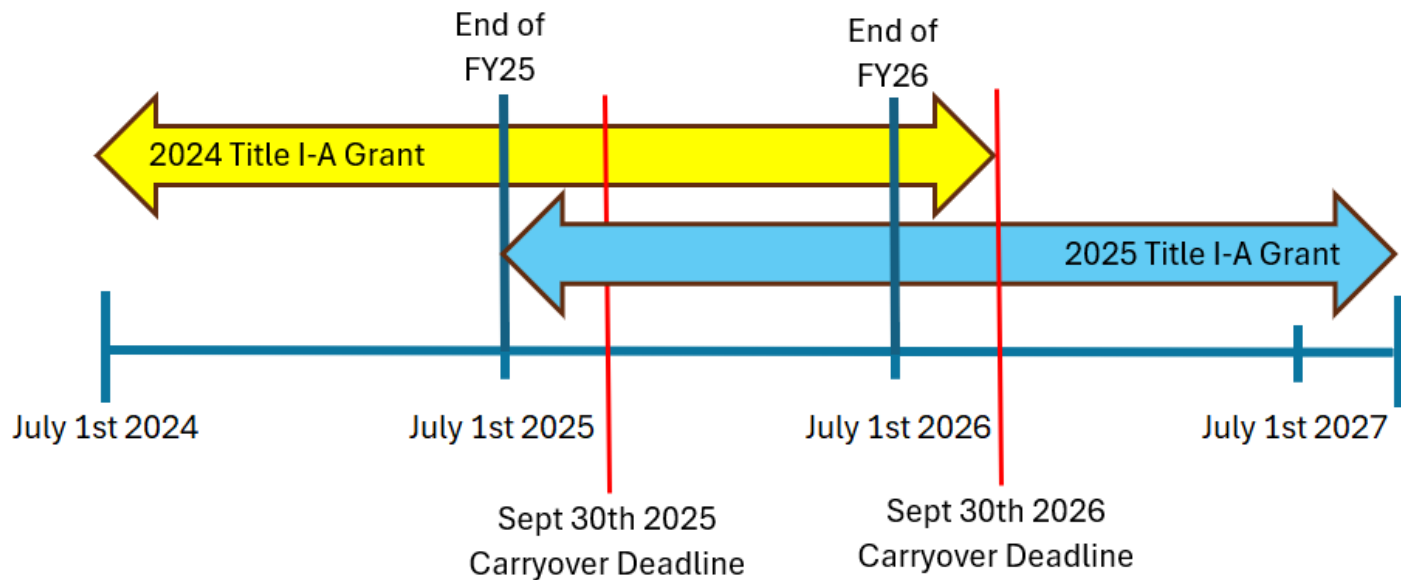 End of
FY25
End of
FY26
2024 Title I-A Grant
2025 Title I-A Grant
July 1st 2024
July 1st 2025
July 1st 2026
July 1st 2027
Sept 30th 2025
Carryover Deadline
Sept 30th 2026
Carryover Deadline